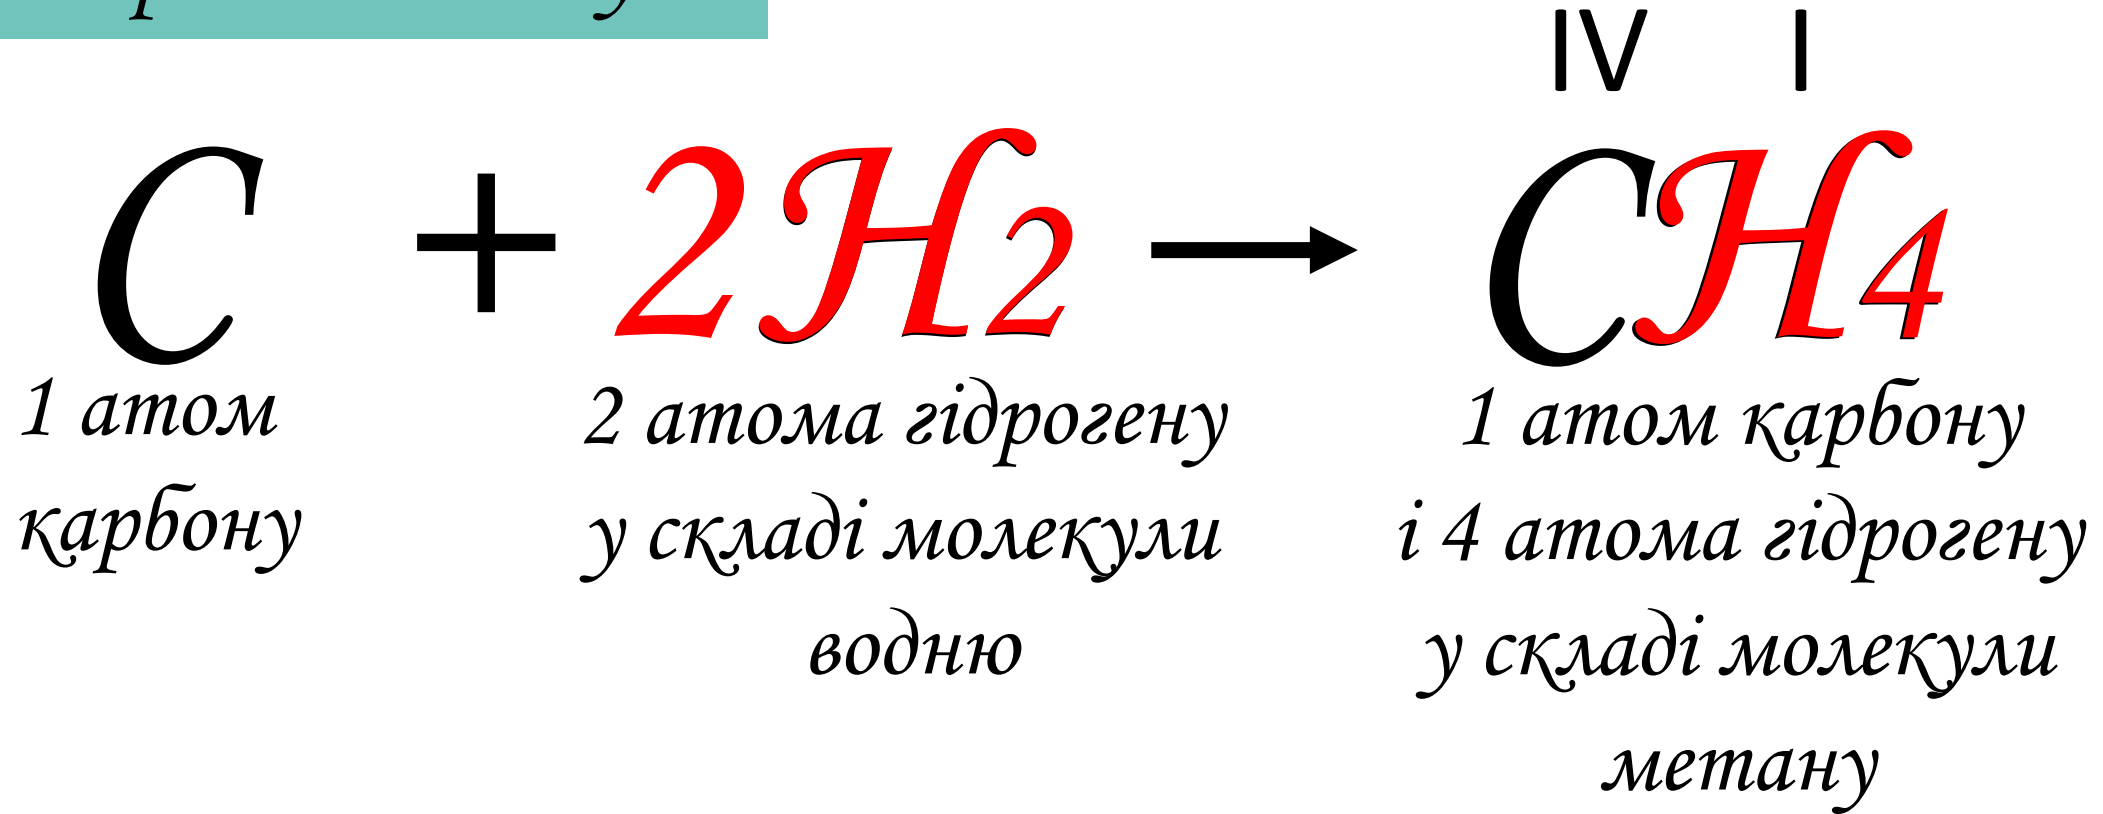 IV I
C + 2H2 → CH4
1 атом
карбону
2 атома гідрогену
у складі молекули
водню
1 атом карбону
і 4 атома гідрогену
у складі молекули
метану